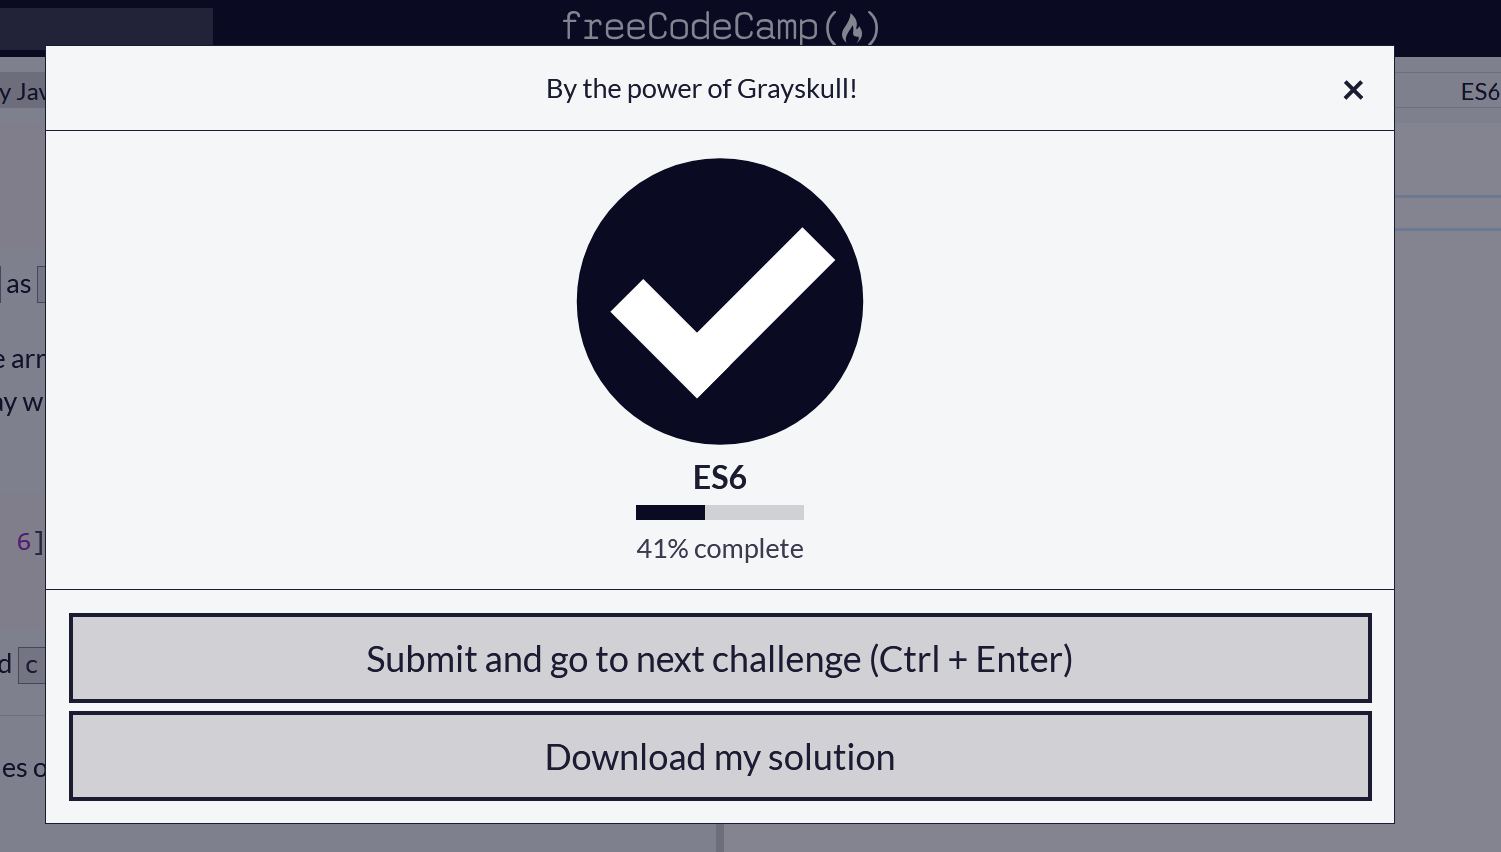 freeCodeCamp(🔥)
By the power of Grayskull!
×
y Jav
ES6
as
e arr
ay w
6]
d c
es o
ES6
41% complete
Submit and go to next challenge (Ctrl + Enter)
Download my solution